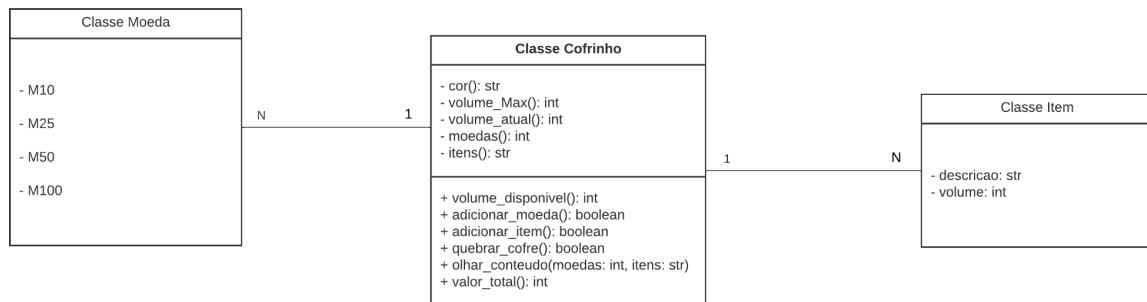 Classe Moeda
- M10
- M25
- M50
- M100
N
1
Classe Cofrinho
- cor(): str
- volume_Max(): int
- volume_atual(): int
- moedas(): int
- itens(): str
+ volume_disponivel(): int
+ adicionar_moeda(): boolean
+ adicionar_item(): boolean
+ quebrar_cofre(): boolean
+ olhar_conteudo(moedas: int, itens: str)
+ valor_total(): int
1
N
Classe Item
- descricao: str
- volume: int